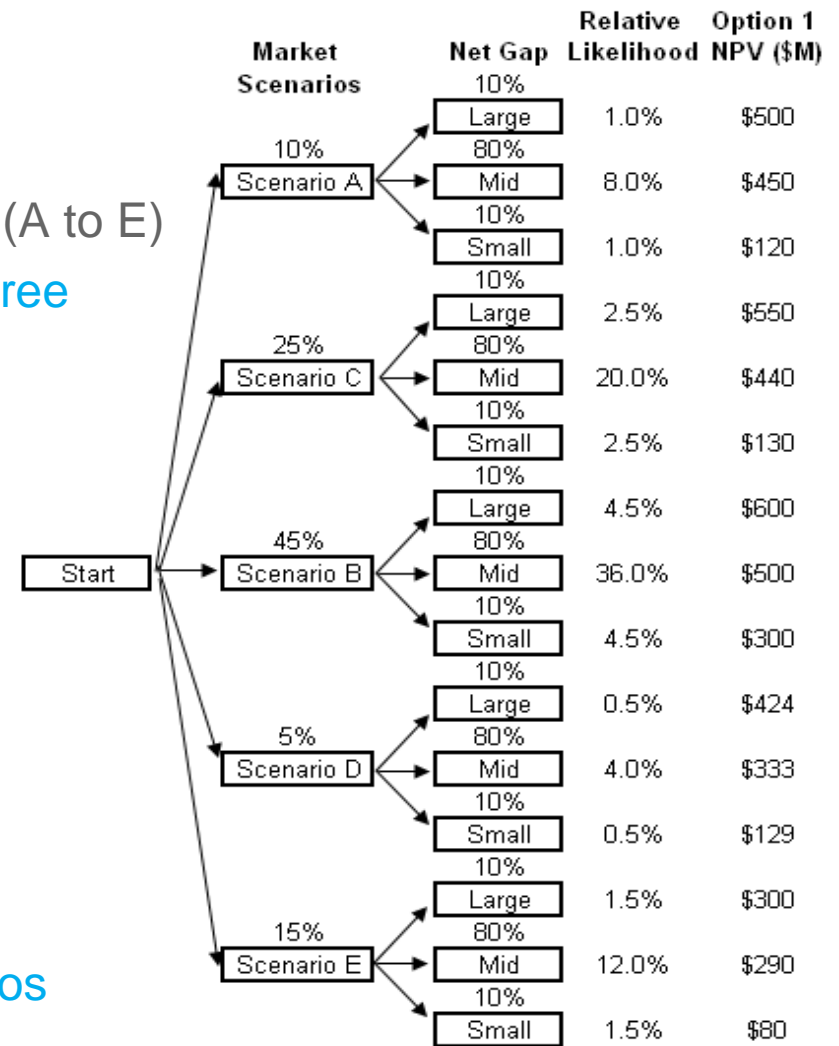 Relative Option 1
Market Net Gap Likelihood NPV ($M)
Scenarios 10%
Large 1.0% $500
10% 80%
Scenario A Mid 8.0% $450
(A to E) 10%
Small 1.0% $120
ree 10%
Large 2.5% $550
25% 80%
Scenario C Mid 20.0% $440
10%
Small 2.5% $130
10%
Large 4.5% $600
45% 80%
Start Scenario B Mid 36.0% $500
10%
Small 4.5% $300
10%
Large 0.5% $424
5% 80%
Scenario D Mid 4.0% $333
10%
Small 0.5% $129
10%
Large 1.5% $300
15% 80%
Scenario E Mid 12.0% $290
os 10%
Small 1.5% $80